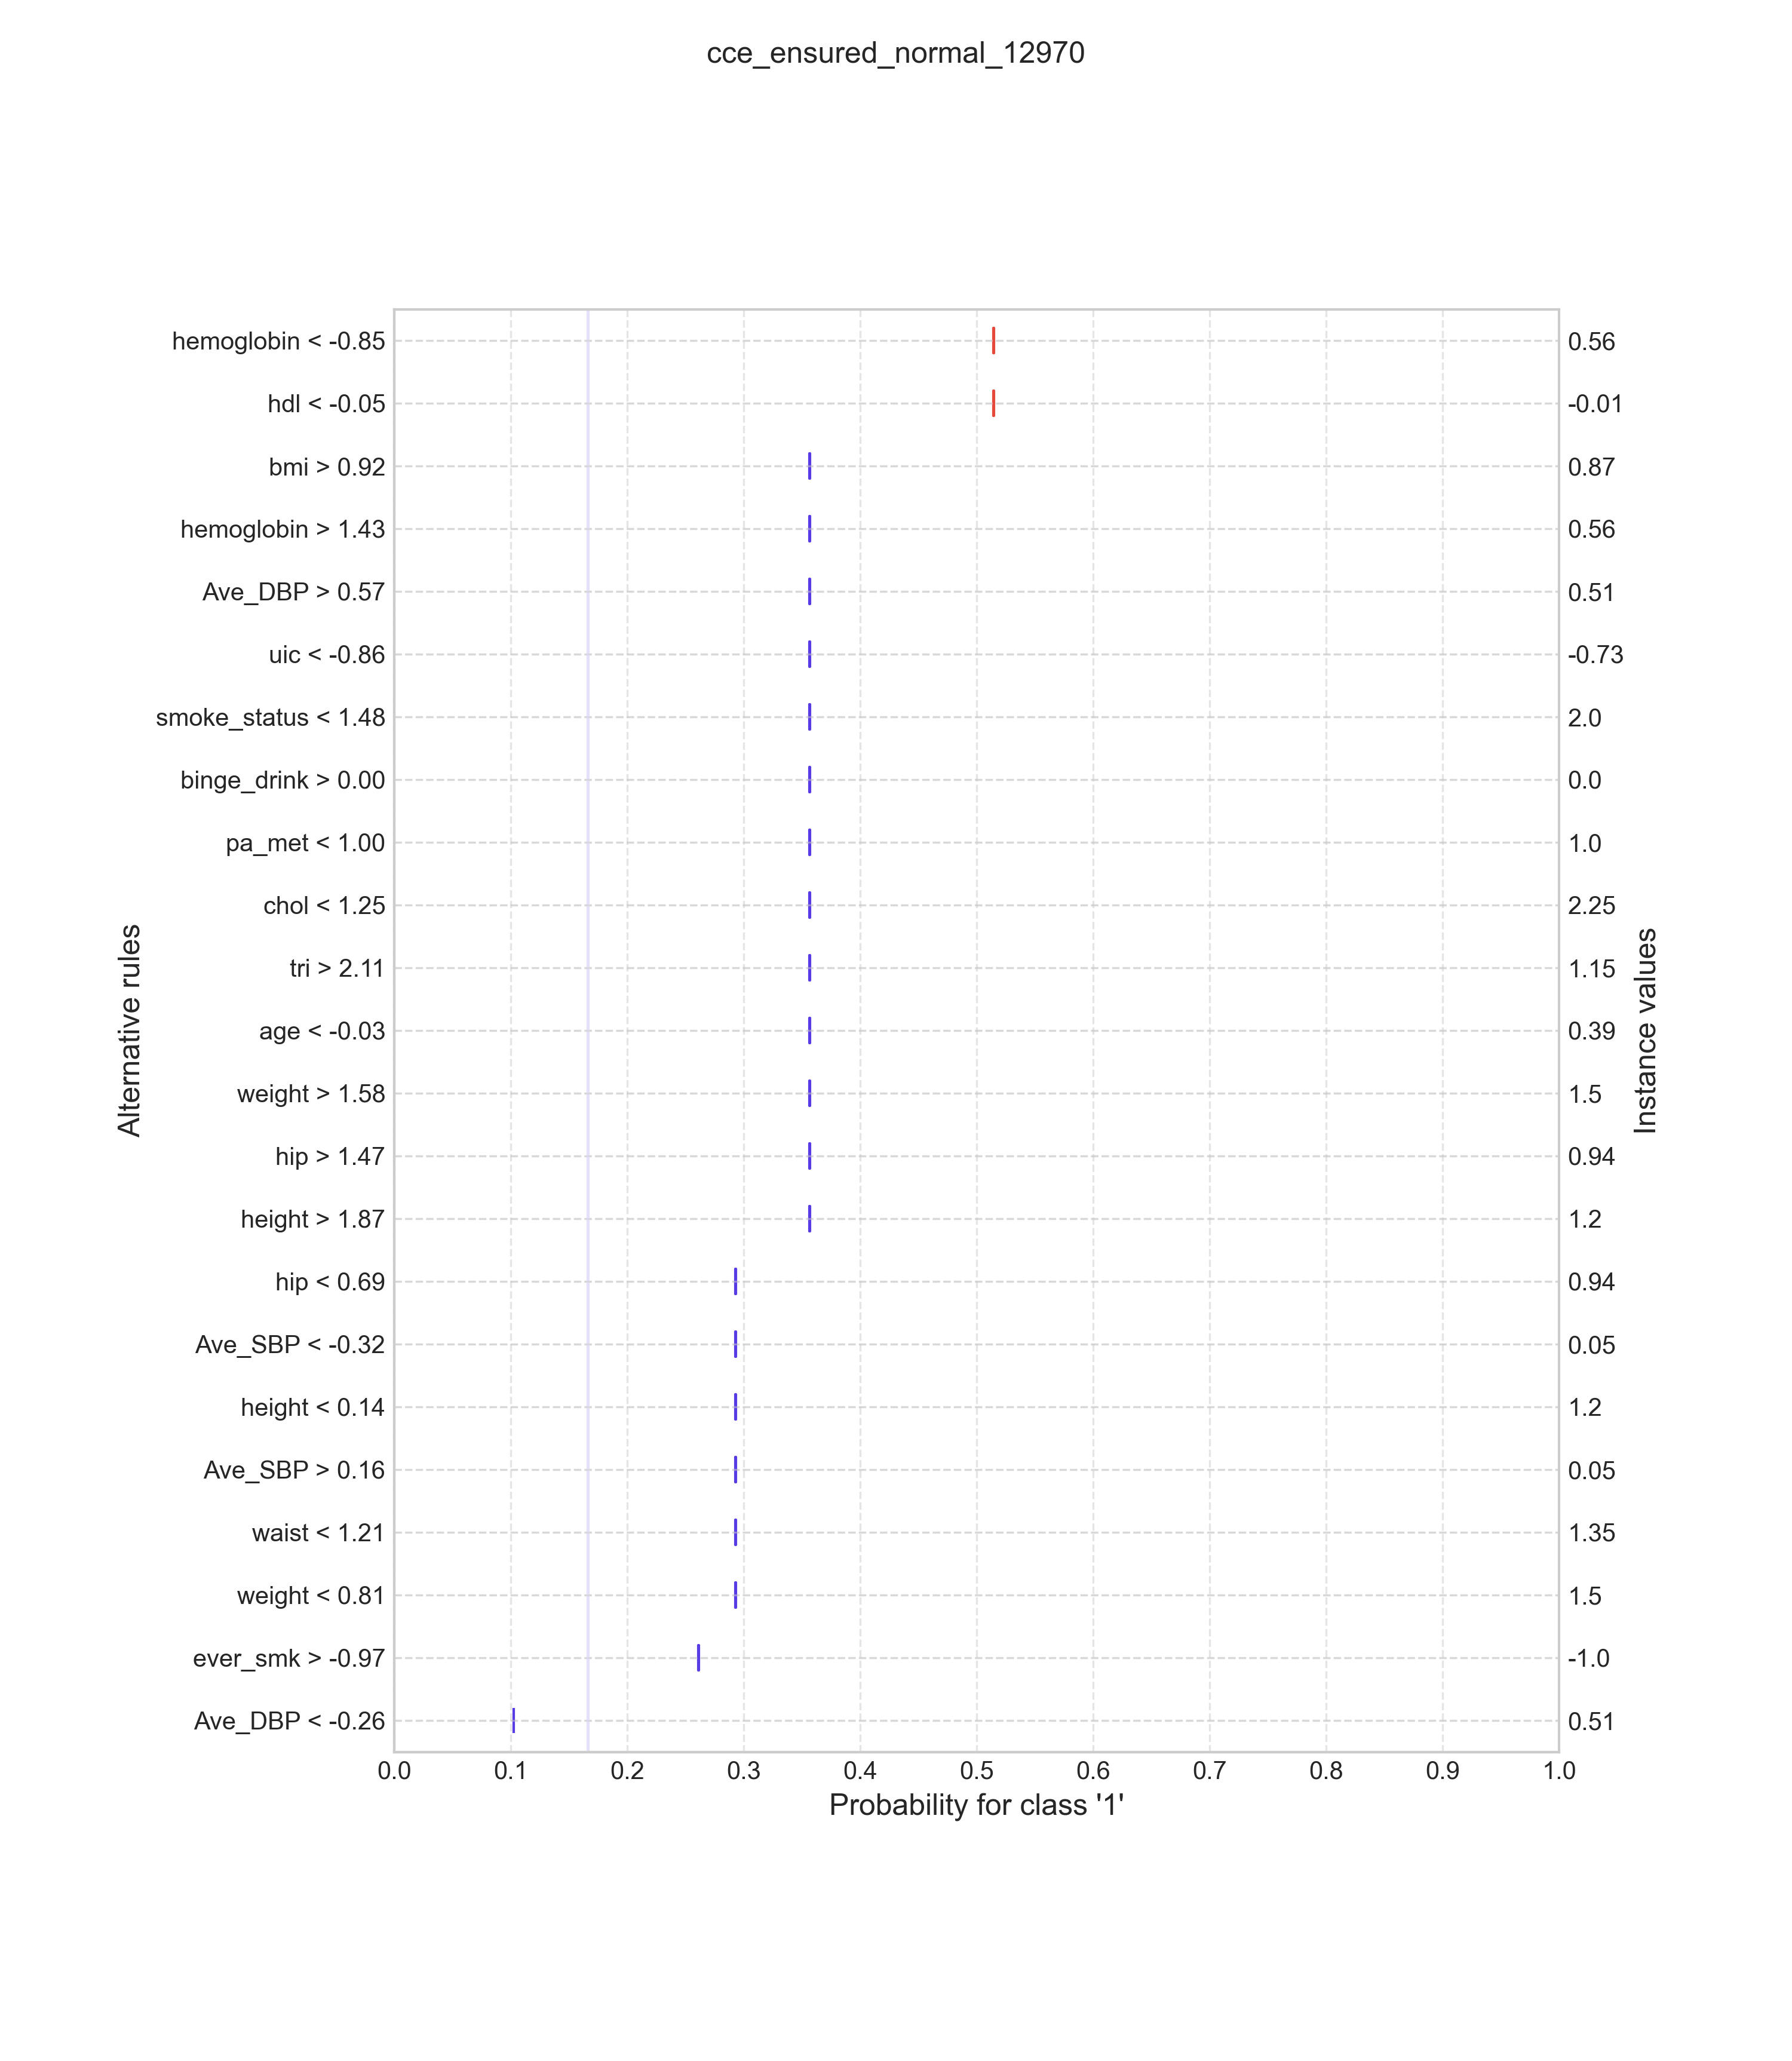 cce_ensured_normal_12970
hemoglobin < -0.85 0.56
hdl < -0.05 -0.01
bmi > 0.92 0.87
hemoglobin > 1.43 0.56
Ave_DBP > 0.57 0.51
uic < -0.86 -0.73
smoke_status < 1.48 2.0
binge_drink > 0.00 0.0
pa_met < 1.00 1.0
chol < 1.25 2.25
tri > 2.11 1.15
age < -0.03 0.39
weight > 1.58 1.5
hip > 1.47 0.94
height > 1.87 1.2
hip < 0.69 0.94
Ave_SBP < -0.32 0.05
height < 0.14 1.2
Ave_SBP > 0.16 0.05
waist < 1.21 1.35
weight < 0.81 1.5
ever_smk > -0.97 -1.0
Ave_DBP < -0.26 0.51
Alternative rules
Instance values
0.0 0.1 0.2 0.3 0.4 0.5 0.6 0.7 0.8 0.9 1.0
Probability for class '1'